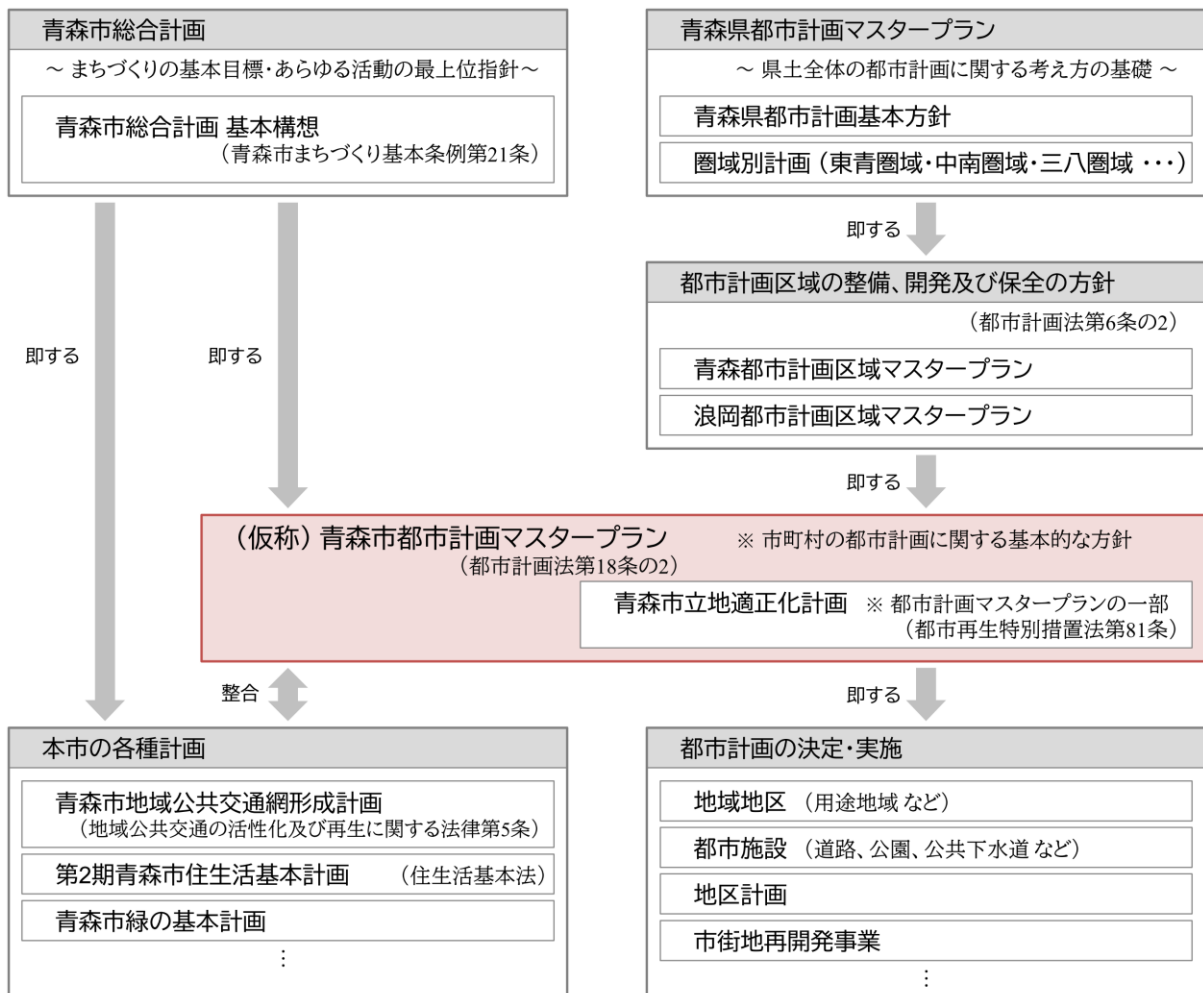 青森市総合計画
～ まちづくりの基本目標・あらゆる活動の最上位指針～
青森市総合計画 基本構想
（青森市まちづくり基本条例第21条）
青森県都市計画マスタープラン
～ 県土全体の都市計画に関する考え方の基礎 ～
青森県都市計画基本方針
圏域別計画（東青圏域・中南圏域・三八圏域 ・・・）
即する
都市計画区域の整備、開発及び保全の方針
（都市計画法第6条の2）
青森都市計画区域マスタープラン
浪岡都市計画区域マスタープラン
即する
即する
即する
（仮称）青森市都市計画マスタープラン ※ 市町村の都市計画に関する基本的な方針
（都市計画法第18条の2）
青森市立地適正化計画 ※ 都市計画マスタープランの一部
（都市再生特別措置法第81条）
整合
即する
本市の各種計画
青森市地域公共交通網形成計画
（地域公共交通の活性化及び再生に関する法律第5条）
第2期青森市住生活基本計画 （住生活基本法）
青森市緑の基本計画
⋮
都市計画の決定・実施
地域地区 （用途地域 など）
都市施設 （道路、公園、公共下水道 など）
地区計画
市街地再開発事業
⋮